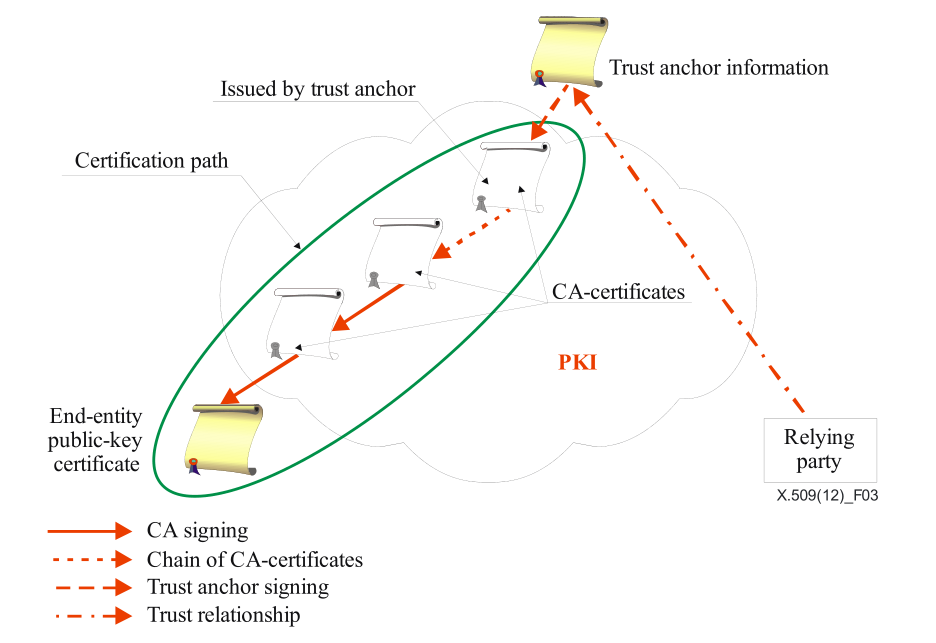 Trust anchor information
Issued by trust anchor
Certification path
CA-certificates
PKI
End-entity
public-key
certificate
Relying
party
X.509(12)_F03
CA signing
Chain of CA-certificates
Trust anchor signing
Trust relationship